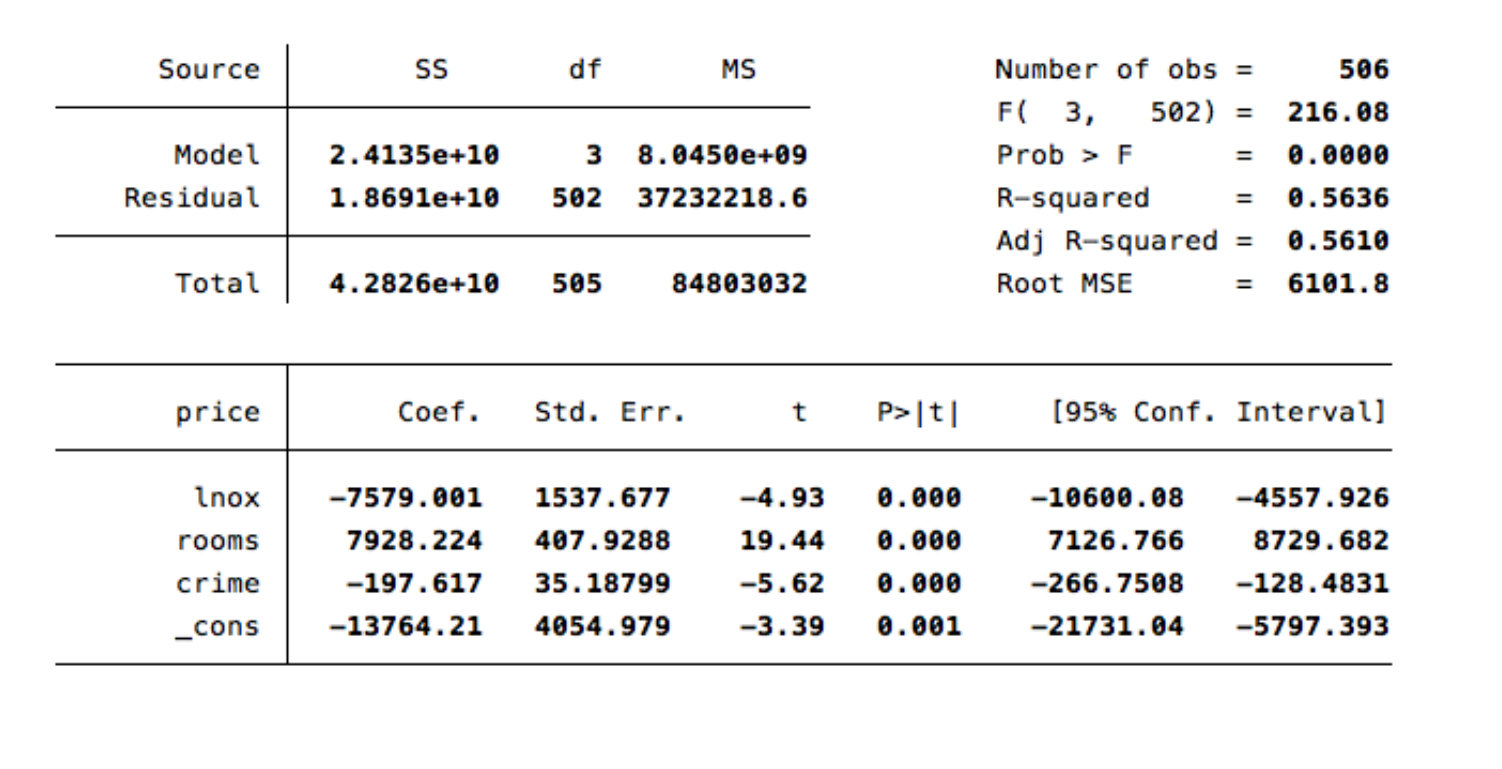 Source SS df MS Number of obs = 506
F( 3, 502) = 216.08
Model 2.4135e+10 3 8.0450e+09 Prob > F = 0.0000
Residual 1.8691e+10 502 37232218.6 R-squared = 0.5636
Adj R-squared = 0.5610
Total 4.2826e+10 505 84803032 Root MSE = 6101.8
price Coef. Std. Err. t P>|t| [95% Conf. Interval]
lnox -7579.001 1537.677 -4.93 0.000 -10600.08 -4557.926
rooms 7928.224 407.9288 19.44 0.000 7126.766 8729.682
crime -197.617 35.18799 -5.62 0.000 -266.7508 -128.4831
_cons -13764.21 4054.979 -3.39 0.001 -21731.04 -5797.393